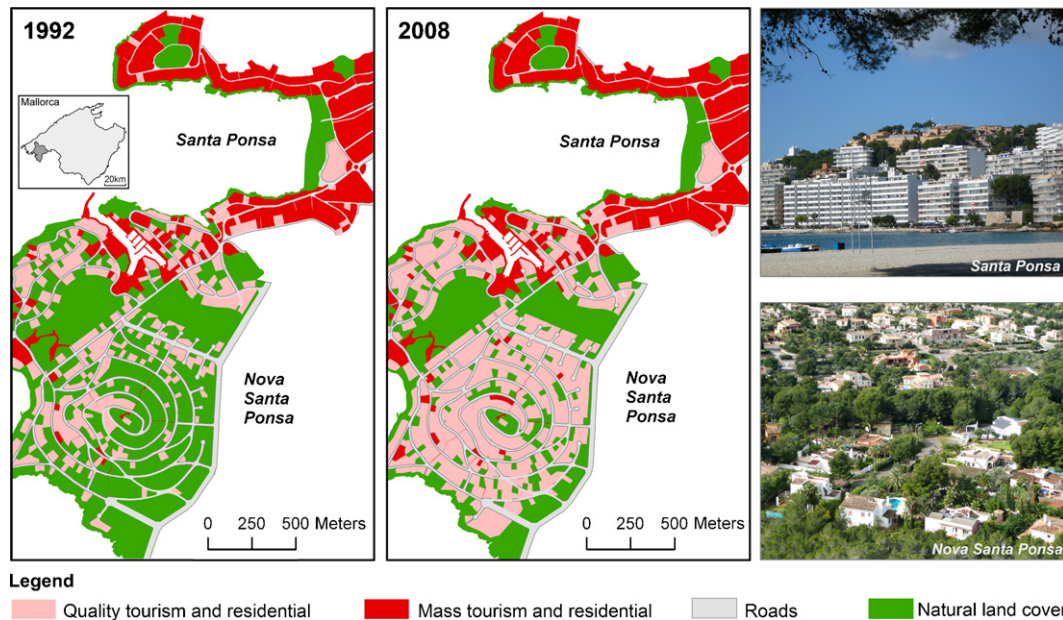 1992
Mallorca
20km
Santa Ponsa
Nova
Santa
Ponsa
0 250 500 Meters
2008
Santa Ponsa
Nova
Santa
Ponsa
0 250 500 Meters
Santa Ponsa
Nova Santa Ponsa
Legend
Quality tourism and residential Mass tourism and residential Roads Natural land cover